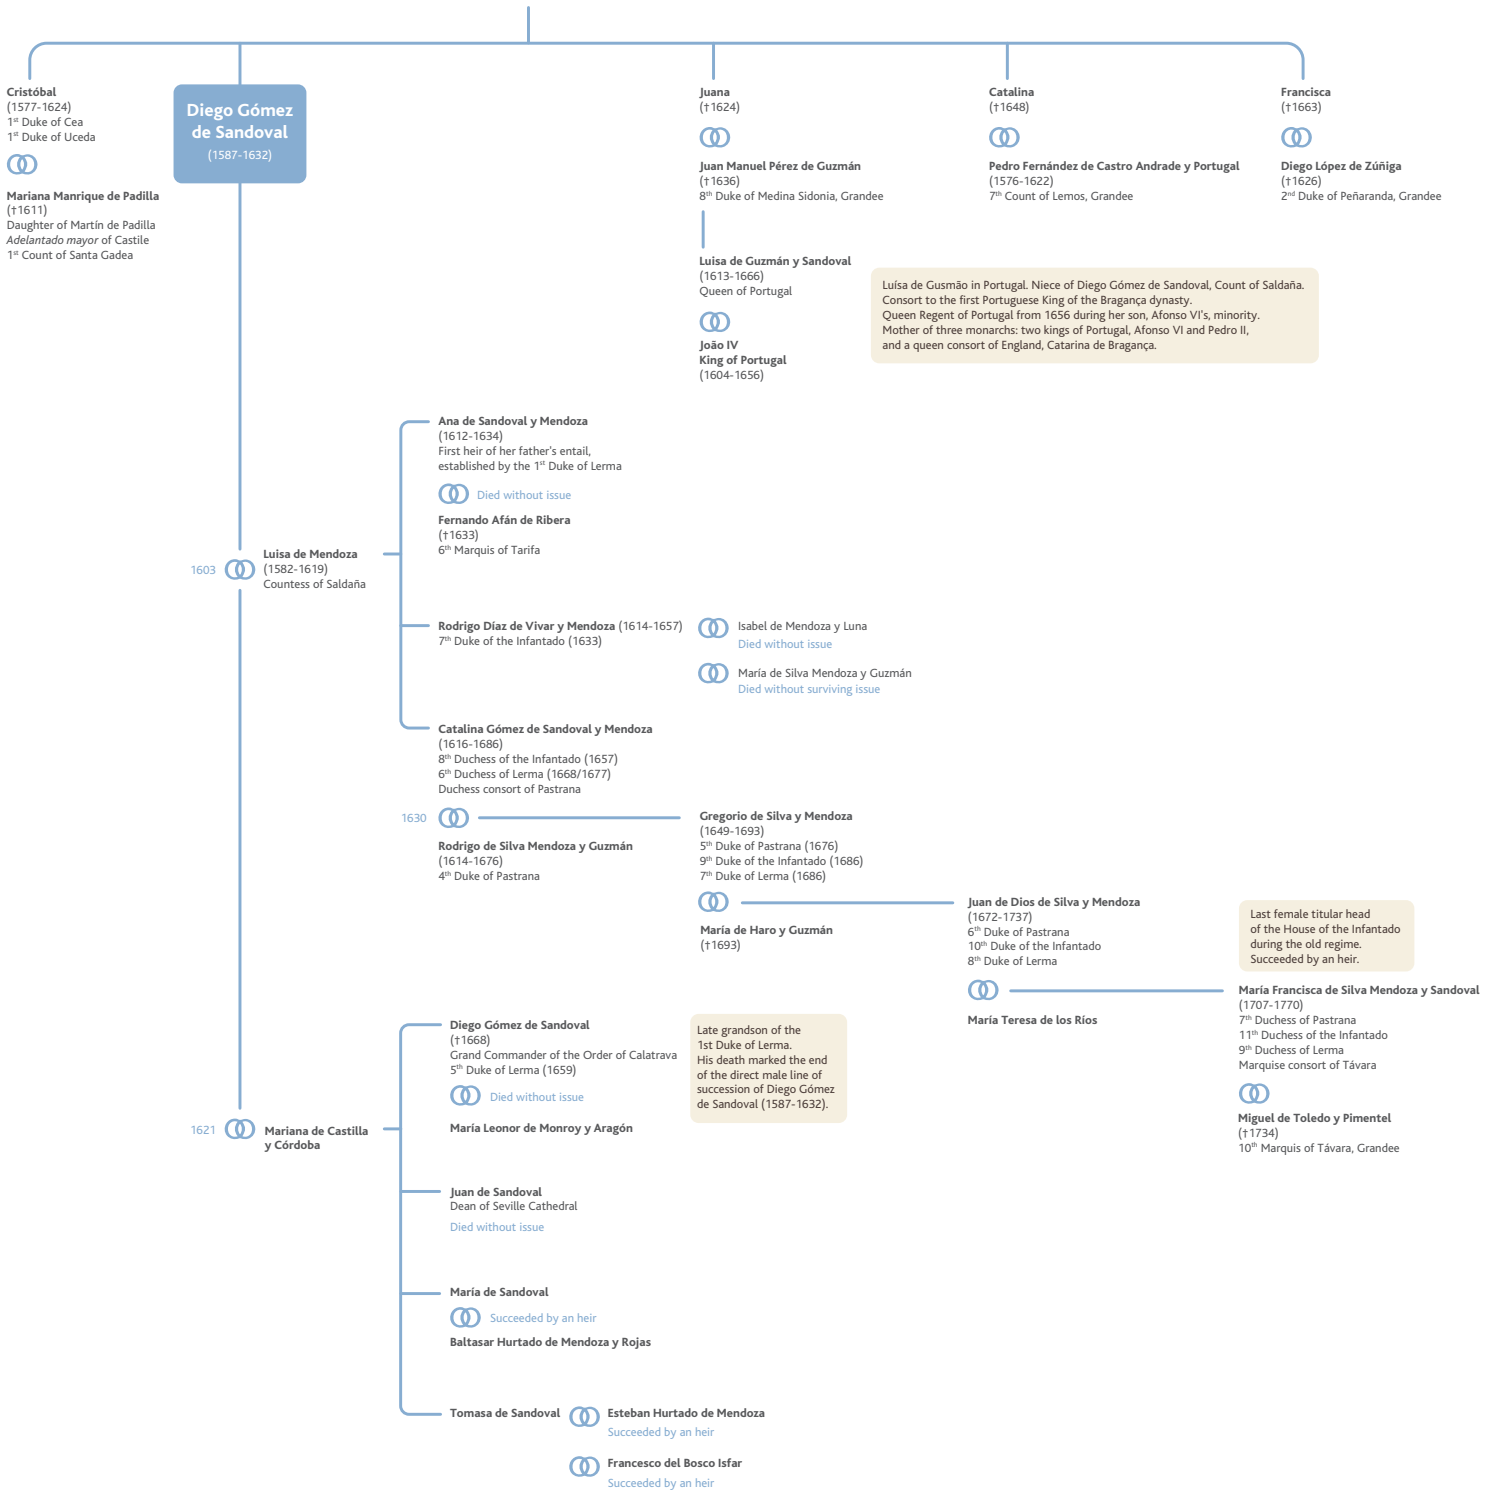 Cristóbal
(1577-1624)
1st Duke of Cea
1st Duke of Uceda
Mariana Manrique de Padilla
(†1611)
Daughter of Martín de Padilla
Adelantado mayor of Castile
1st Count of Santa Gadea
Diego Gómez
de Sandoval
(1587-1632)
Juana
(†1624)
Juan Manuel Pérez de Guzmán
(†1636)
8th Duke of Medina Sidonia, Grandee
Luisa de Guzmán y Sandoval
(1613-1666)
Queen of Portugal
João IV
King of Portugal
(1604-1656)
Catalina
(†1648)
Pedro Fernández de Castro Andrade y Portugal
(1576-1622)
7th Count of Lemos, Grandee
Francisca
(†1663)
Diego López de Zúñiga
(†1626)
2nd Duke of Peñaranda, Grandee
Luísa de Gusmão in Portugal. Niece of Diego Gómez de Sandoval, Count of Saldaña.
Consort to the first Portuguese King of the Bragança dynasty.
Queen Regent of Portugal from 1656 during her son, Afonso VI's, minority.
Mother of three monarchs: two kings of Portugal, Afonso VI and Pedro II,
and a queen consort of England, Catarina de Bragança.
1603
Luisa de Mendoza
(1582-1619)
Countess of Saldaña
Ana de Sandoval y Mendoza
(1612-1634)
First heir of her father's entail,
established by the 1st Duke of Lerma
Died without issue
Fernando Afán de Ribera
(†1633)
6th Marquis of Tarifa
Rodrigo Díaz de Vivar y Mendoza (1614-1657)
7th Duke of the Infantado (1633)
Isabel de Mendoza y Luna
Died without issue
María de Silva Mendoza y Guzmán
Died without surviving issue
Catalina Gómez de Sandoval y Mendoza
(1616-1686)
8th Duchess of the Infantado (1657)
6th Duchess of Lerma (1668/1677)
Duchess consort of Pastrana
1630
Rodrigo de Silva Mendoza y Guzmán
(1614-1676)
4th Duke of Pastrana
Gregorio de Silva y Mendoza
(1649-1693)
5th Duke of Pastrana (1676)
9th Duke of the Infantado (1686)
7th Duke of Lerma (1686)
María de Haro y Guzmán
(†1693)
Juan de Dios de Silva y Mendoza
(1672-1737)
6th Duke of Pastrana
10th Duke of the Infantado
8th Duke of Lerma
María Teresa de los Ríos
Last female titular head
of the House of the Infantado
during the old regime.
Succeeded by an heir.
María Francisca de Silva Mendoza y Sandoval
(1707-1770)
7th Duchess of Pastrana
11th Duchess of the Infantado
9th Duchess of Lerma
Marquise consort of Távara
Miguel de Toledo y Pimentel
(†1734)
10th Marquis of Távara, Grandee
1621
Mariana de Castilla
y Córdoba
Diego Gómez de Sandoval
(†1668)
Grand Commander of the Order of Calatrava
5th Duke of Lerma (1659)
Died without issue
María Leonor de Monroy y Aragón
Late grandson of the
1st Duke of Lerma.
His death marked the end
of the direct male line of
succession of Diego Gómez
de Sandoval (1587-1632).
Juan de Sandoval
Dean of Seville Cathedral
Died without issue
María de Sandoval
Succeeded by an heir
Baltasar Hurtado de Mendoza y Rojas
Tomasa de Sandoval
Esteban Hurtado de Mendoza
Succeeded by an heir
Francesco del Bosco Isfar
Succeeded by an heir